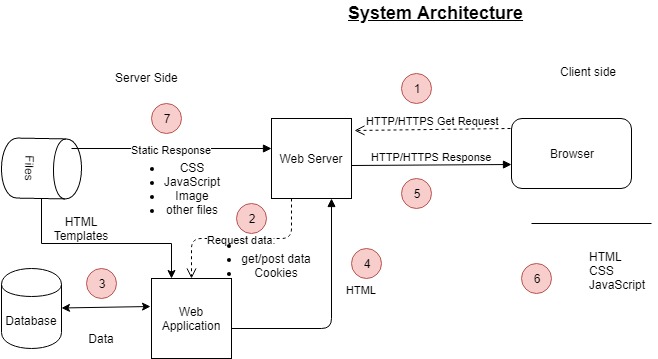 System Architecture
Server Side
Client side
1
7
HTTP/HTTPS Get Request
Static Response
Files
Web Server
HTTP/HTTPS Response
Browser
CSS
JavaScript
Image
other files
5
2
HTML
Templates
Request data:
get/post data
Cookies
4
HTML
HTML
CSS
JavaScript
6
3
Database
Web
Application
Data